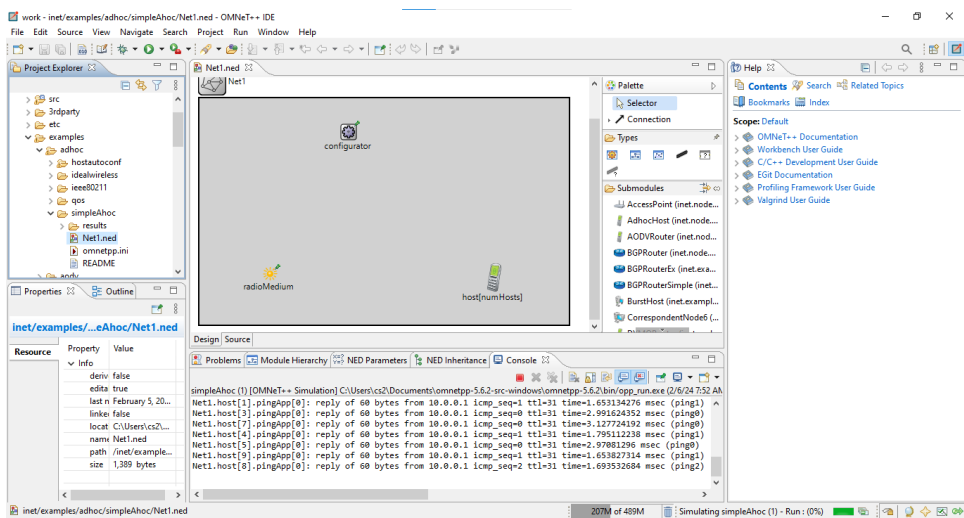 work - inet/examples/adhoc/simpleAhoc/Net1.ned - OMNeT++ IDE
File Edit Source View Navigate Search Project Run Window Help
Project Explorer
src
3rdparty
etc
examples
adhoc
hostautoconf
idealwireless
ieee80211
qos
simpleAhoc
results
Net1.ned
omnetpp.ini
README
andy
Properties Outline
inet/examples/...eAhoc/Net1.ned
Resource
Property Value
Info
deriv false
edita true
last n February 5, 20...
linke false
locat C:\Users\cs2\...
name Net1.ned
path /inet/example...
size 1,389 bytes
Net1.ned
Net1
configurator
radioMedium
host[numHosts]
Design Source
Palette
Selector
Connection
Types
Submodules
AccessPoint (inet.node...
AdhocHost (inet.node....
AODVRouter (inet.nod...
BGPRouter (inet.node....
BGPRouterEx (inet.exa...
BGPRouterSimple (inet...
BurstHost (inet.exampl...
CorrespondentNode6 (...
Problems Module Hierarchy NED Parameters NED Inheritance Console
simpleAhoc (1) [OMNeT++ Simulation] C:\Users\cs2\Documents\omnetpp-5.6.2-src-windows\omnetpp-5.6.2\bin/opp_run.exe (2/6/24 7:52 AM
Net1.host[1].pingApp[0]: reply of 60 bytes from 10.0.0.1 icmp_seq=1 ttl=31 time=1.653134276 msec (ping1)
Net1.host[3].pingApp[0]: reply of 60 bytes from 10.0.0.1 icmp_seq=0 ttl=31 time=2.991624352 msec (ping0)
Net1.host[7].pingApp[0]: reply of 60 bytes from 10.0.0.1 icmp_seq=0 ttl=31 time=3.127724192 msec (ping0)
Net1.host[4].pingApp[0]: reply of 60 bytes from 10.0.0.1 icmp_seq=1 ttl=31 time=1.795112238 msec (ping1)
Net1.host[5].pingApp[0]: reply of 60 bytes from 10.0.0.1 icmp_seq=0 ttl=31 time=2.97081296 msec (ping0)
Net1.host[9].pingApp[0]: reply of 60 bytes from 10.0.0.1 icmp_seq=1 ttl=31 time=1.653827314 msec (ping1)
Net1.host[8].pingApp[0]: reply of 60 bytes from 10.0.0.1 icmp_seq=2 ttl=31 time=1.693532684 msec (ping2)
Help
Contents Search Related Topics
Bookmarks Index
Scope: Default
OMNeT++ Documentation
Workbench User Guide
C/C++ Development User Guide
EGit Documentation
Profiling Framework User Guide
Valgrind User Guide
inet/examples/adhoc/simpleAhoc/Net1.ned
207M of 489M
Simulating simpleAhoc (1) - Run : (0%)